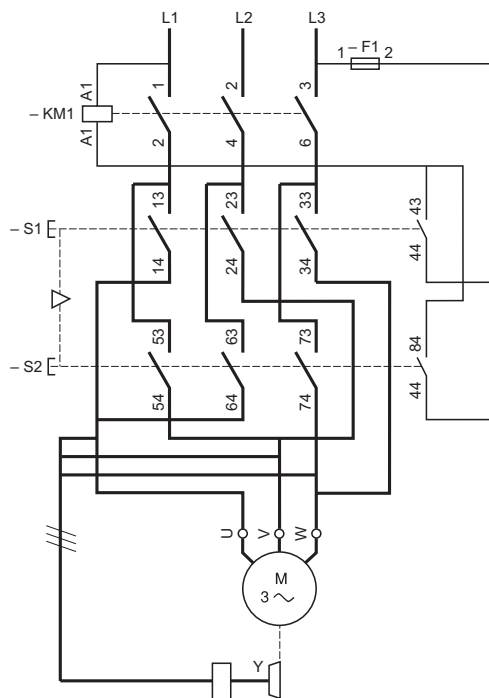 L1 L2 L3
1 – F1 2
A1 1 2 3
– KM1
A1 2 4 6
13 23 33 43
– S1
14 24 34 44
53 63 73 84
– S2
54 64 74 44
U V W
M
3
Y